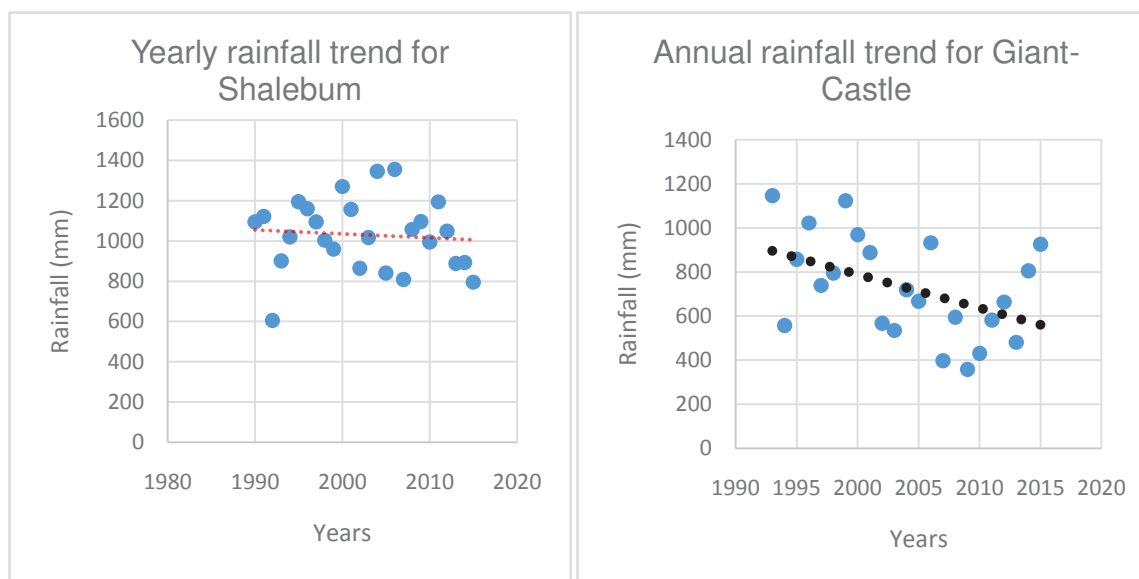 Yearly rainfall trend for
Shalebum
1600
1400
1200
1000
800
600
400
200
0
1980 1990 2000 2010 2020
Rainfall (mm)
Years
Annual rainfall trend for Giant-
Castle
1400
1200
1000
800
600
400
200
0
1990 1995 2000 2005 2010 2015 2020
Rainfall (mm)
Years